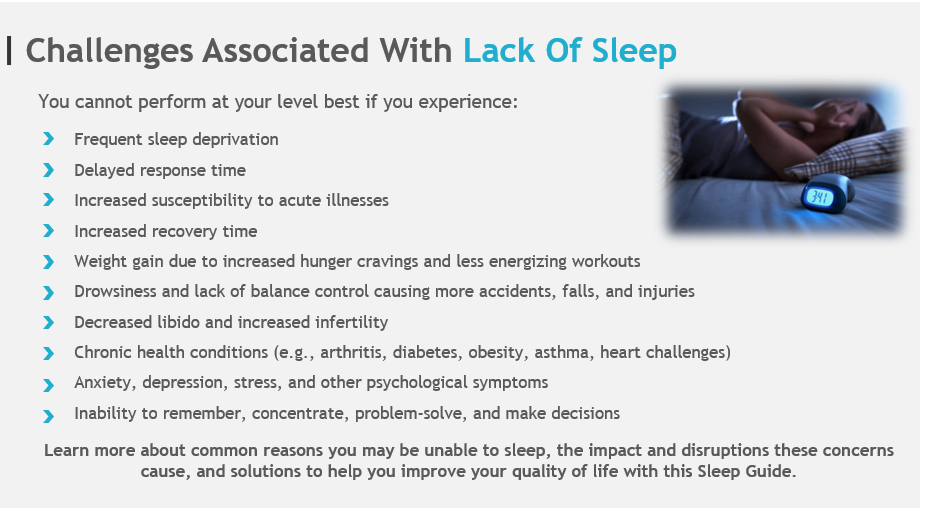 Challenges Associated With Lack Of Sleep
You cannot perform at your level best if you experience:
Frequent sleep deprivation
Delayed response time
Increased susceptibility to acute illnesses
Increased recovery time
Weight gain due to increased hunger cravings and less energizing workouts
Drowsiness and lack of balance control causing more accidents, falls, and injuries
Decreased libido and increased infertility
Chronic health conditions (e.g., arthritis, diabetes, obesity, asthma, heart challenges)
Anxiety, depression, stress, and other psychological symptoms
Inability to remember, concentrate, problem-solve, and make decisions
Learn more about common reasons you may be unable to sleep, the impact and disruptions these concerns
cause, and solutions to help you improve your quality of life with this Sleep Guide.
3:41